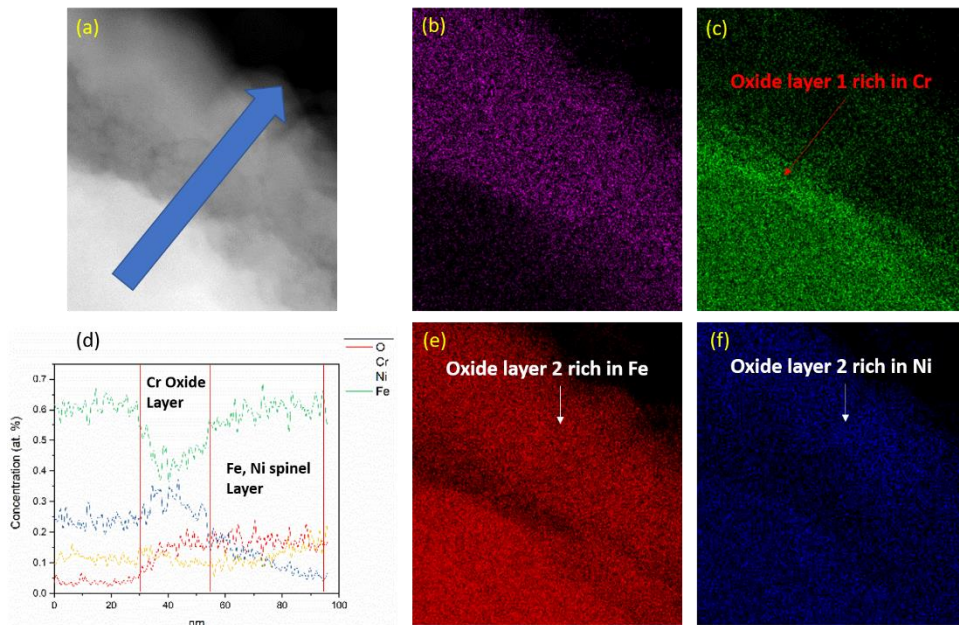 (a)
(b)
(c)
Oxide layer 1 rich in Cr
(d)
O
Cr
Ni
Fe
Cr Oxide
Layer
Fe, Ni spinel
Layer
Concentration (at. %)
0.7
0.6
0.5
0.4
0.3
0.2
0.1
0.0
0
20
40
60
80
100
nm
(e)
Oxide layer 2 rich in Fe
(f)
Oxide layer 2 rich in Ni